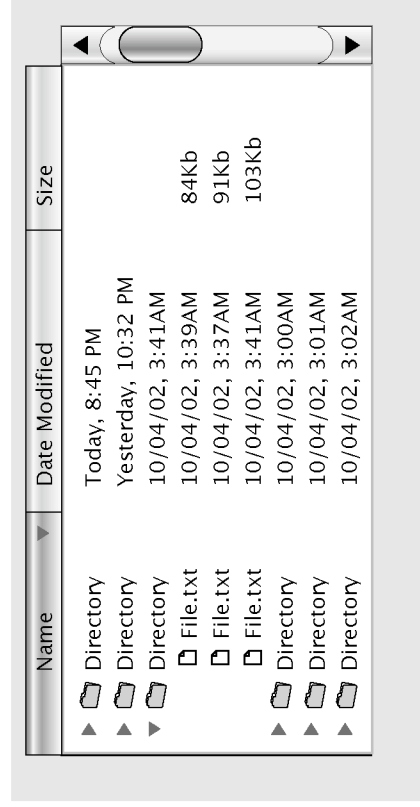 Name Date Modified Size
Directory Today, 8:45 PM
Directory Yesterday, 10:32 PM
Directory 10/04/02, 3:41AM
File.txt 10/04/02, 3:39AM 84Kb
File.txt 10/04/02, 3:37AM 91Kb
File.txt 10/04/02, 3:41AM 103Kb
Directory 10/04/02, 3:00AM
Directory 10/04/02, 3:01AM
Directory 10/04/02, 3:02AM